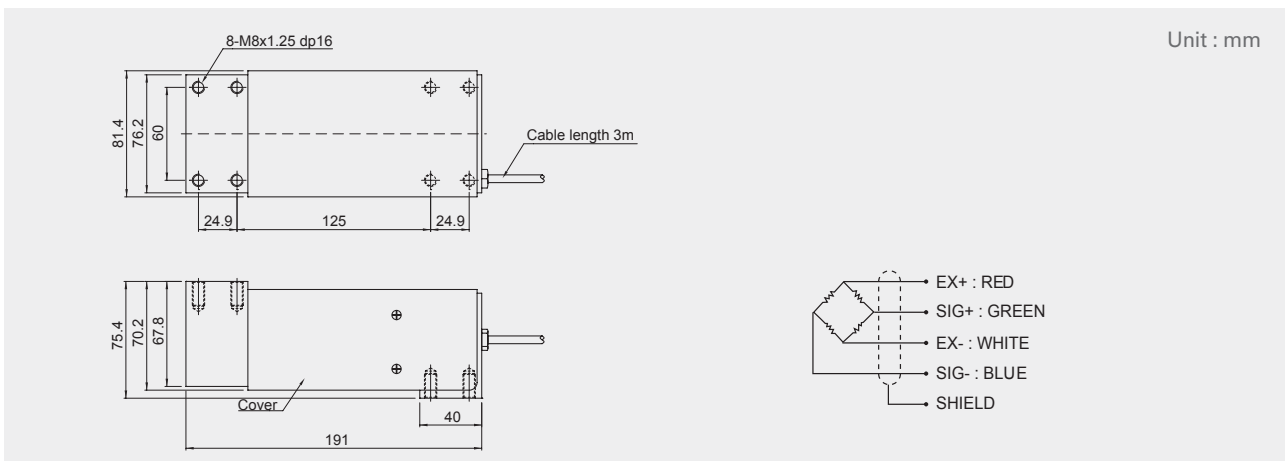 Unit : mm
8-M8x1.25 dp16
81.4
76.2
60
Cable length 3m
24.9
125
24.9
75.4
70.2
67.8
Cover
40
191
EX+ : RED
SIG+ : GREEN
EX- : WHITE
SIG- : BLUE
SHIELD